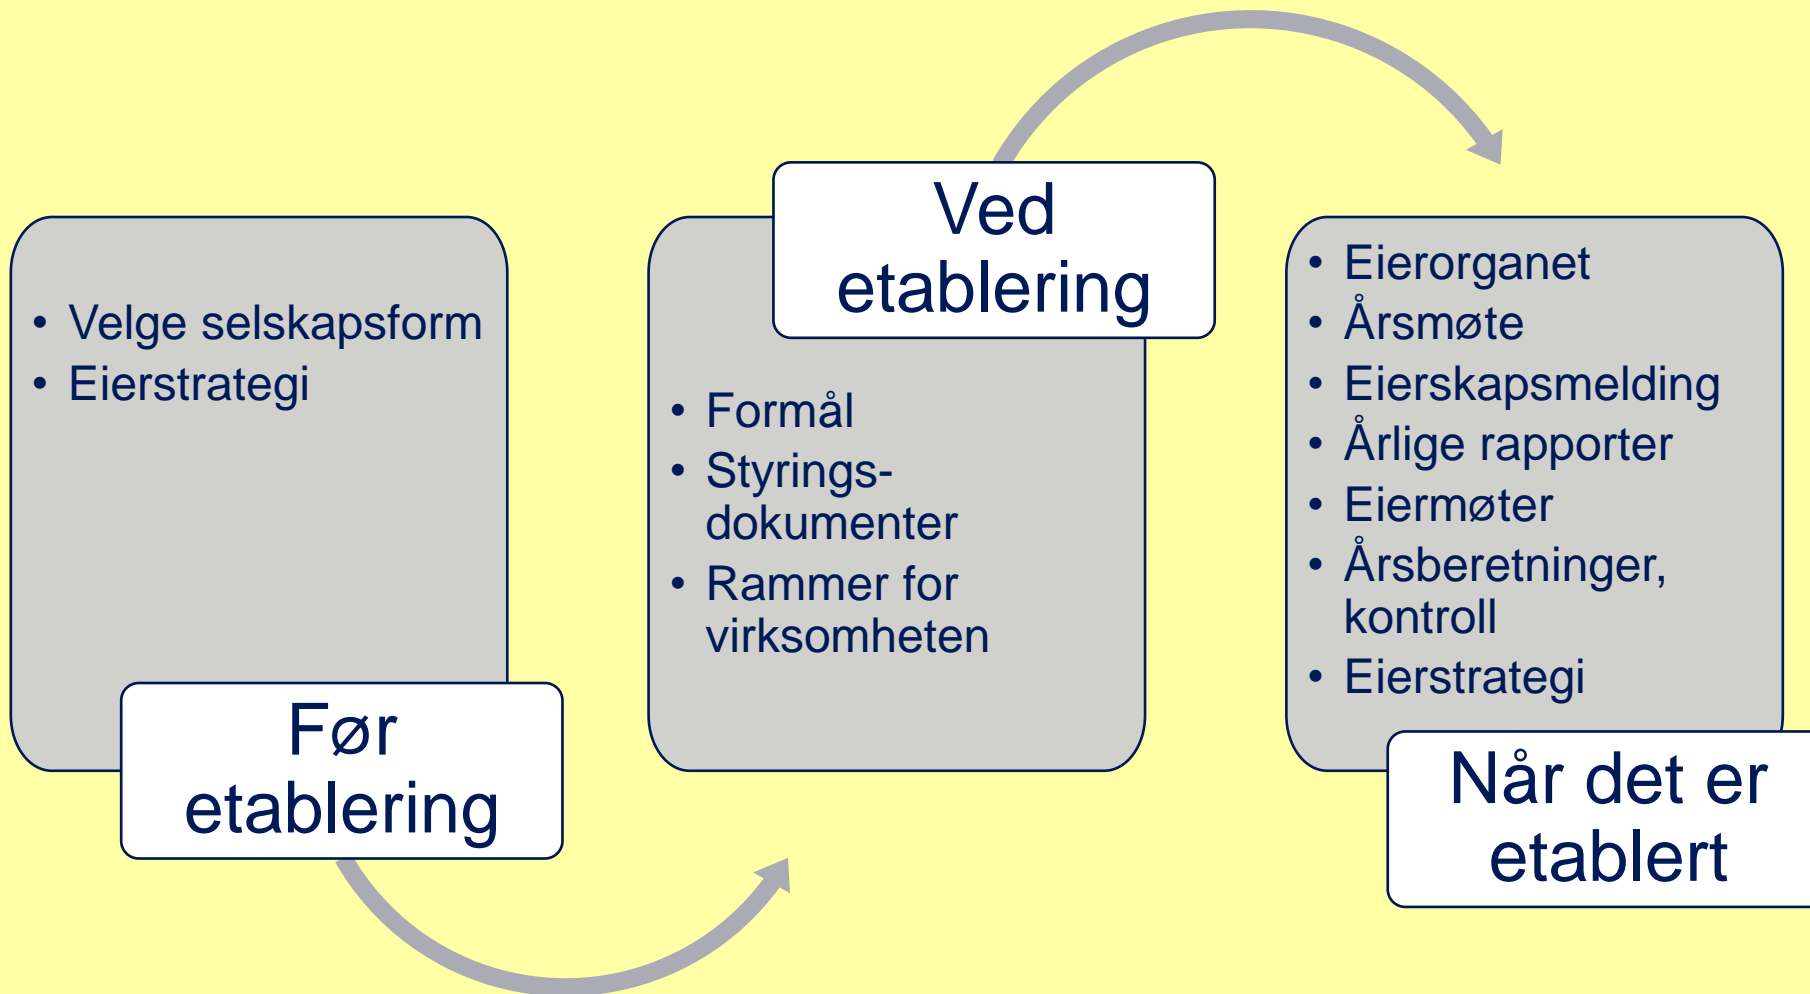 • Velge selskapsform
• Eierstrategi
Før
etablering
Ved
etablering
• Formål
• Styrings-
dokumenter
• Rammer for
virksomheten
• Eierorganet
• Årsmøte
• Eierskapsmelding
• Årlige rapporter
• Eiermøter
• Årsberetninger,
kontroll
• Eierstrategi
Når det er
etablert